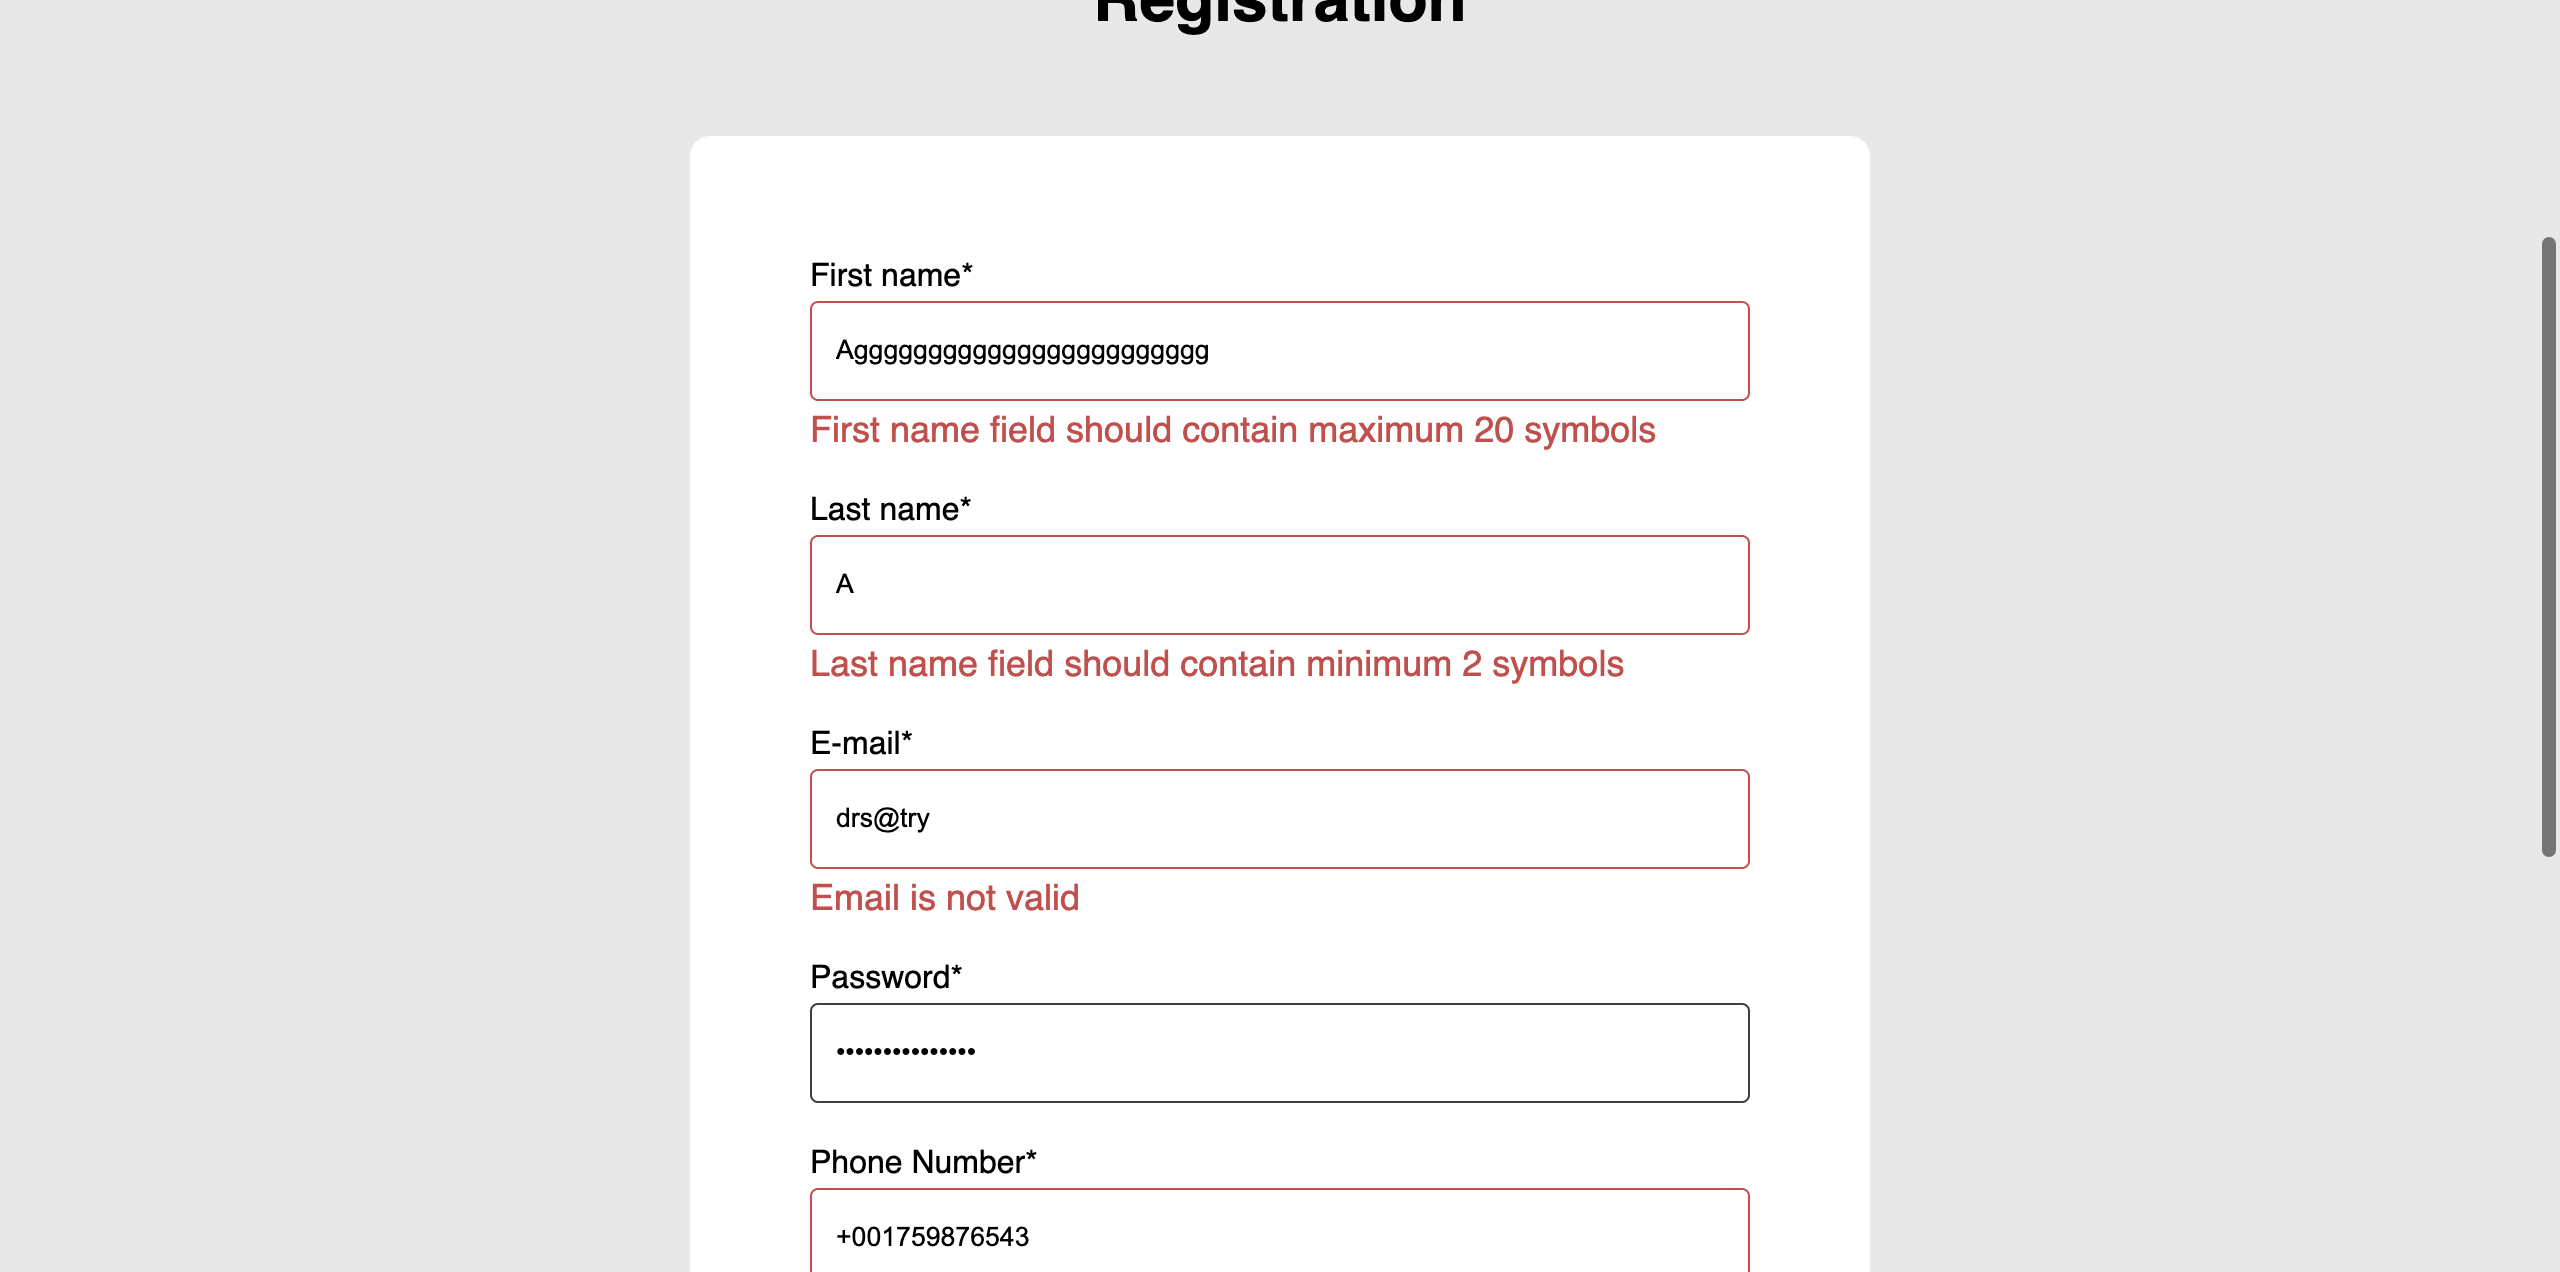 Registration
First name*
Aggggggggggggggggggggggggg
First name field should contain maximum 20 symbols
Last name*
A
Last name field should contain minimum 2 symbols
E-mail*
drs@try
Email is not valid
Password*
•••••••••••••••
Phone Number*
+001759876543